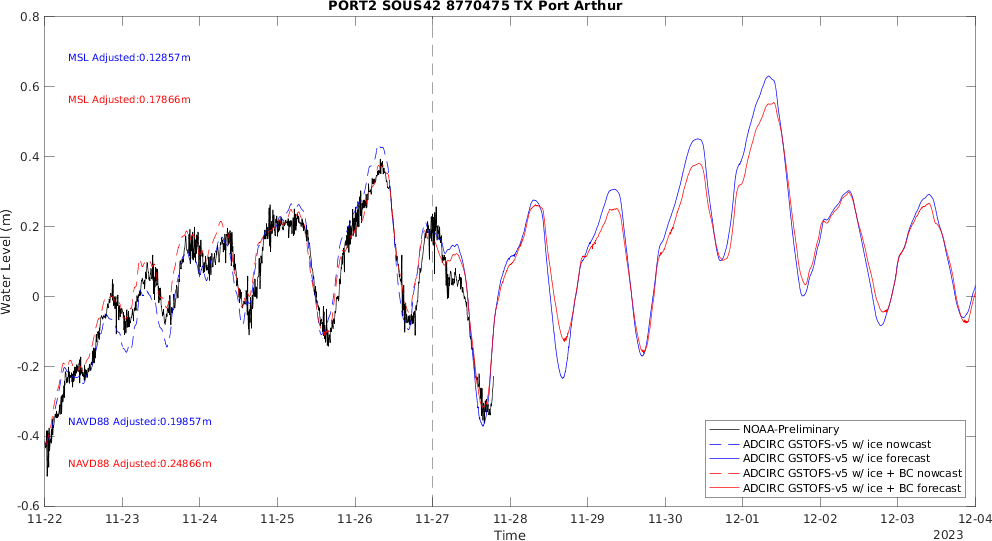 PORT2 SOUS42 8770475 TX Port Arthur
0.8
0.6
0.4
0.2
0
-0.2
-0.4
-0.6
Water Level (m)
MSL Adjusted:0.12857m
MSL Adjusted:0.17866m
NAVD88 Adjusted:0.19857m
NAVD88 Adjusted:0.24866m
NOAA-Preliminary
ADCIRC GSTOFS-v5 w/ ice nowcast
ADCIRC GSTOFS-v5 w/ ice forecast
ADCIRC GSTOFS-v5 w/ ice + BC nowcast
ADCIRC GSTOFS-v5 w/ ice + BC forecast
11-22 11-23 11-24 11-25 11-26 11-27 11-28 11-29 11-30 12-01 12-02 12-03 12-04
Time
2023